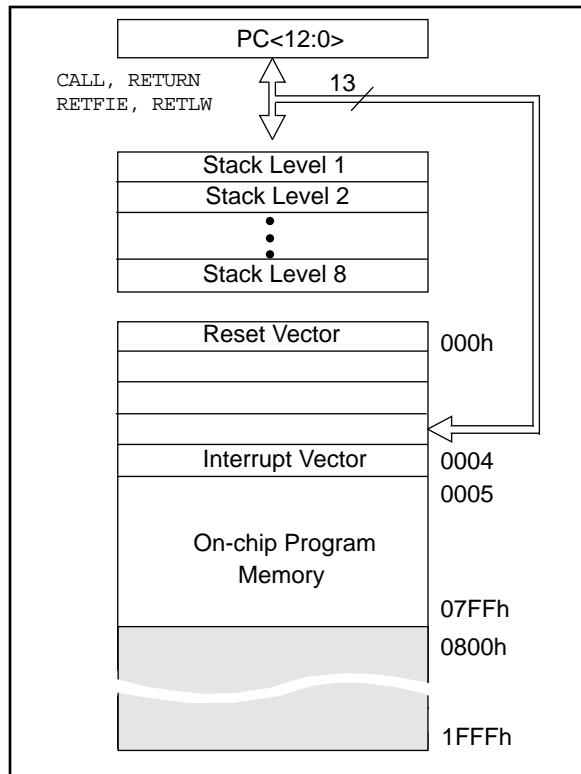 PC<12:0>
CALL, RETURN
RETFIE, RETLW
13
Stack Level 1
Stack Level 2
Stack Level 8
Reset Vector
000h
Interrupt Vector
0004
0005
On-chip Program
Memory
07FFh
0800h
1FFFh